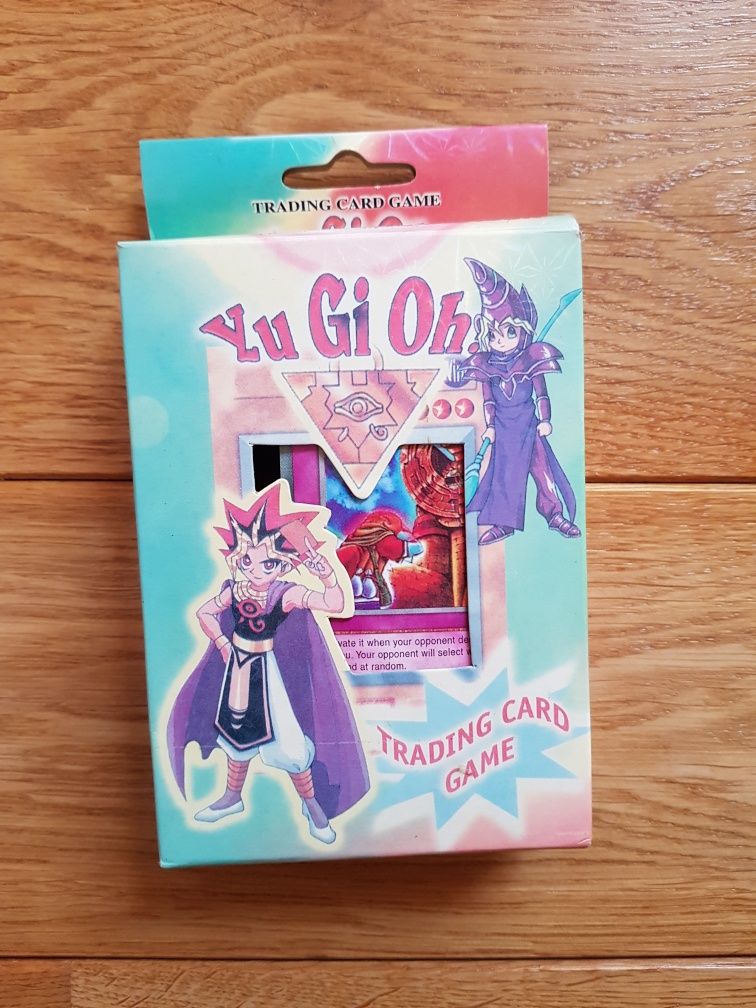 TRADING CARD GAME
Yu Gi Oh!
vate it when your opponent de
u. Your opponent will select
nd at random.
TRADING CARD
GAME